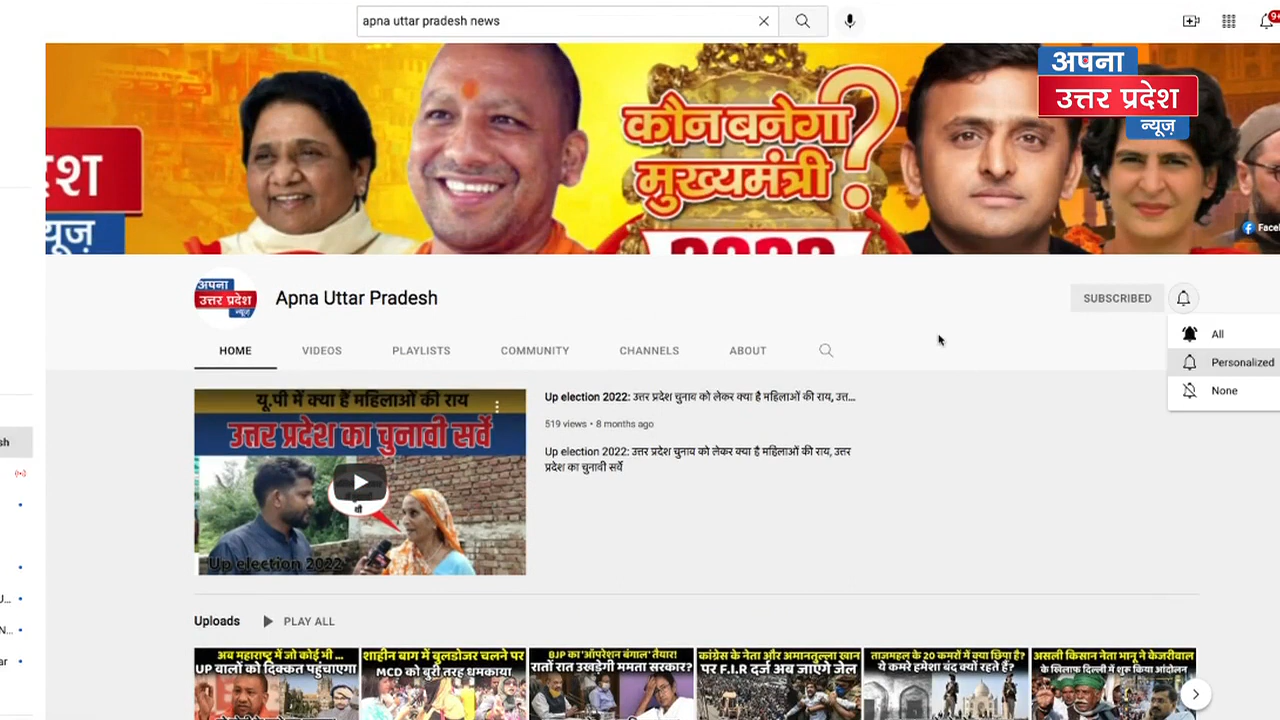 apna uttar pradesh news
9+
अपना
उत्तर प्रदेश
न्यूज़
कौन बनेगा
मुख्यमंत्री?
2022
Apna Uttar Pradesh
SUBSCRIBED
All
Personalized
None
HOME
VIDEOS
PLAYLISTS
COMMUNITY
CHANNELS
ABOUT
यू.पी में क्या हैं महिलाओं की राय
उत्तर प्रदेश का चुनावी सर्वे
थी
Up election 2022
Up election 2022: उत्तर प्रदेश चुनाव को लेकर क्या है महिलाओं की राय, उत्त...
519 views • 8 months ago
Up election 2022: उत्तर प्रदेश चुनाव को लेकर क्या है महिलाओं की राय, उत्तर
प्रदेश का चुनावी सर्वे
Uploads
PLAY ALL
अब महाराष्ट्र में जो कोई भी ...
UP वालों को दिक्कत पहुंचाएगा
शाहीन बाग में बुलडोजर चलने पर
MCD को बुरी तरह धमकाया
BJP का 'ऑपरेशन बंगाल' तैयार!
रातों रात उखड़ेगी ममता सरकार?
कांग्रेस के नेता और अमानतुल्ला खान
पर F.I.R दर्ज अब जाएंगे जेल
ताजमहल के 20 कमरों में क्या छिपा है?
ये कमरे हमेशा बंद क्यों रहते हैं?
असली किसान नेता भानू ने केजरीवाल
के खिलाफ दिल्ली में शुरू किया आंदोलन